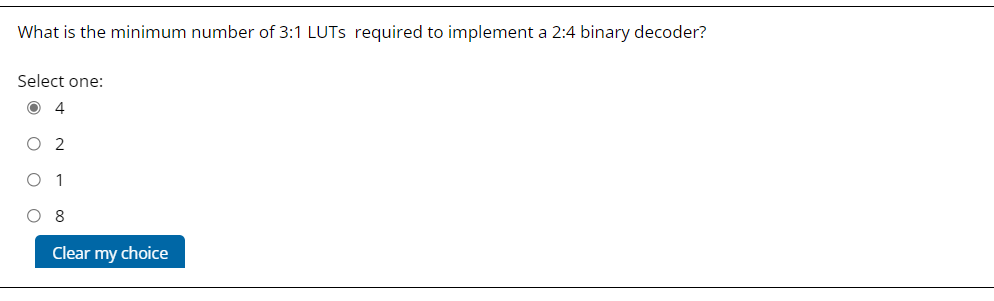 What is the minimum number of 3:1 LUTs required to implement a 2:4 binary decoder?
Select one:
4
2
1
8
Clear my choice